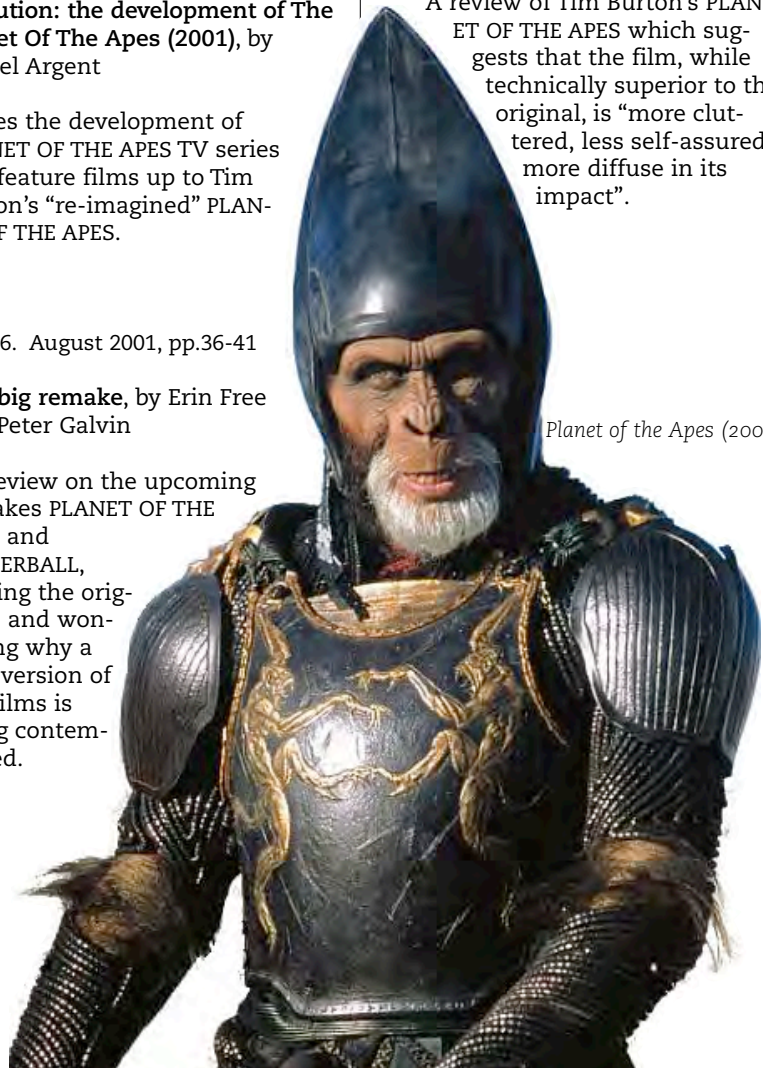 ution: the development of The
et Of The Apes (2001), by
el Argent
es the development of
NET OF THE APES TV series
feature films up to Tim
on's “re-imagined” PLAN-
F THE APES.
6. August 2001, pp.36-41
big remake, by Erin Free
Peter Galvin
eview on the upcoming
akes PLANET OF THE
and
ERBALL,
ing the orig-
and won-
ng why a
version of
ilms is
g contem-
ed.
A review of Tim Burton's PLAN
ET OF THE APES which sug-
gests that the film, while
technically superior to th
original, is “more clut-
tered, less self-assured
more diffuse in its
impact”.
Planet of the Apes (200